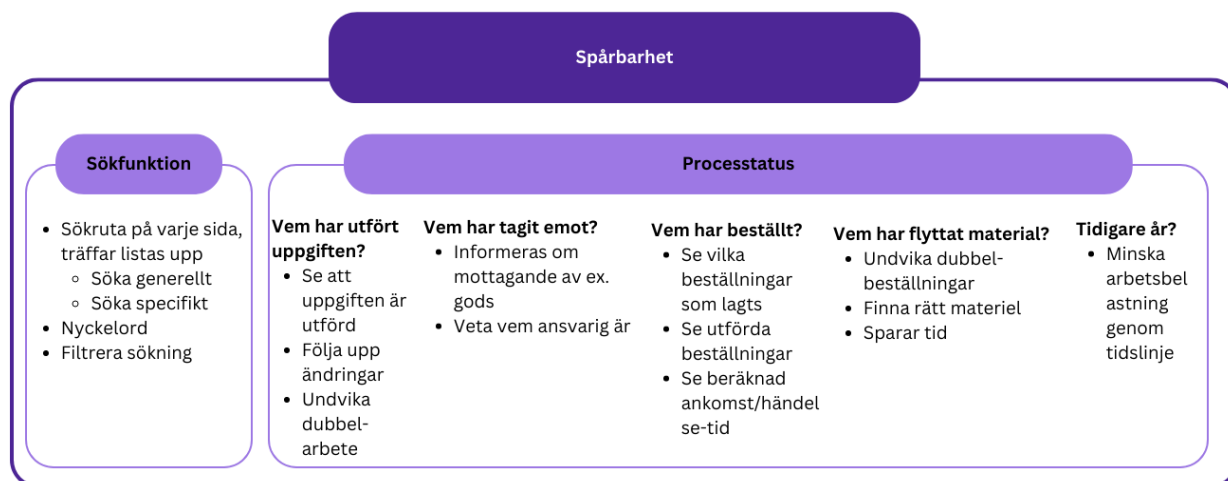 Spårbarhet
Sökfunktion
Sökruta på varje sida,
träffar listas upp
Söka generellt
Söka specifikt
Nyckelord
Filtrera sökning
Processtatus
Vem har utfört
uppgiften?
Se att
uppgiften är
utförd
Följa upp
ändringar
Undvika
dubbel-
arbete
Vem har tagit emot?
Informeras om
mottagande av ex.
gods
Veta vem ansvarig är
Vem har beställt?
Se vilka
beställningar
som lagts
Se utförda
beställningar
Se beräknad
ankomst/händel
se-tid
Vem har flyttat material?
Undvika dubbel-
beställningar
Finna rätt materiel
Sparar tid
Tidigare år?
Minska
arbetsbel
astning
genom
tidslinje